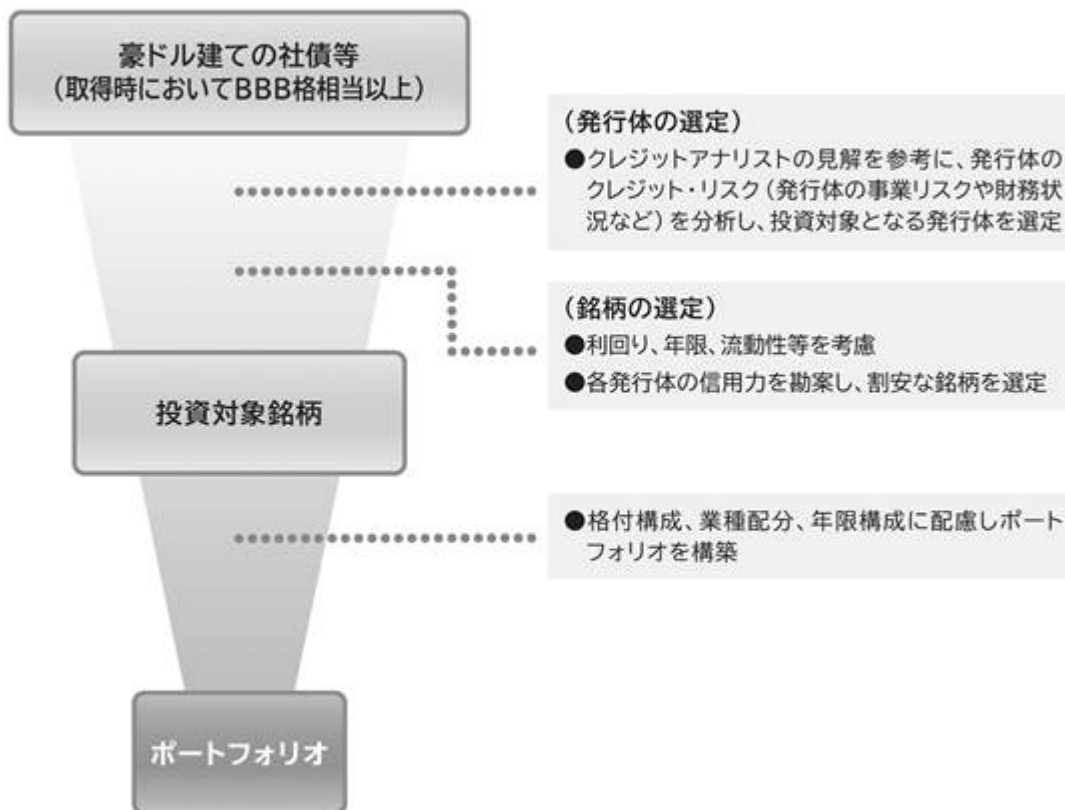 豪ドル建ての社債等
（取得時においてBBB格相当以上）
（発行体の選定）
●クレジットアナリストの見解を参考に、発行体の
クレジット・リスク（発行体の事業リスクや財務状
況など）を分析し、投資対象となる発行体を選定
（銘柄の選定）
●利回り、年限、流動性等を考慮
●各発行体の信用力を勘案し、割安な銘柄を選定
投資対象銘柄
●格付構成、業種配分、年限構成に配慮しポート
フォリオを構築
ポートフォリオ